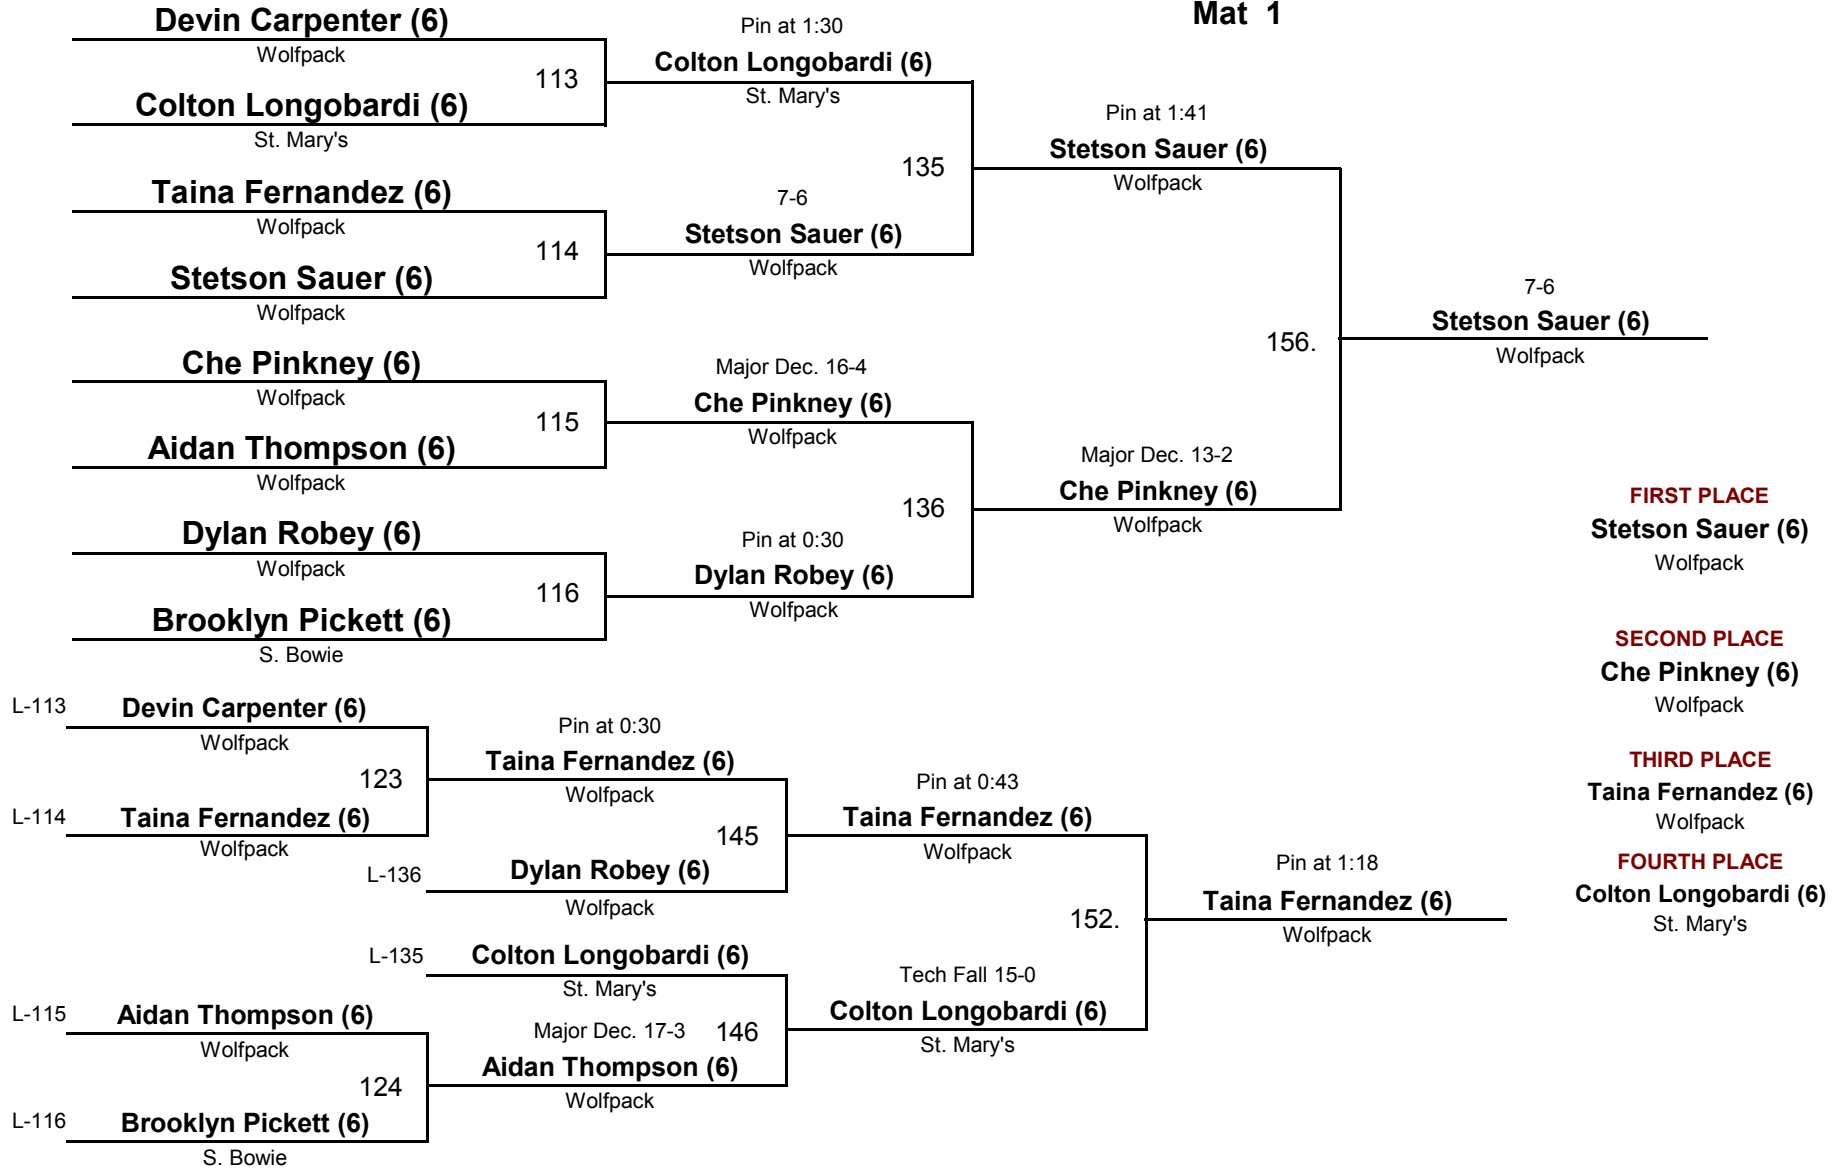 Mat 1
Devin Carpenter (6)
Wolfpack
113
Colton Longobardi (6)
St. Mary's
Pin at 1:30
Colton Longobardi (6)
St. Mary's
Taina Fernandez (6)
Wolfpack
114
Stetson Sauer (6)
Wolfpack
7-6
Stetson Sauer (6)
Wolfpack
135
Pin at 1:41
Stetson Sauer (6)
Wolfpack
Che Pinkney (6)
Wolfpack
115
Aidan Thompson (6)
Wolfpack
Major Dec. 16-4
Che Pinkney (6)
Wolfpack
Dylan Robey (6)
Wolfpack
116
Brooklyn Pickett (6)
S. Bowie
Pin at 0:30
Dylan Robey (6)
Wolfpack
136
Major Dec. 13-2
Che Pinkney (6)
Wolfpack
156.
7-6
Stetson Sauer (6)
Wolfpack
FIRST PLACE
Stetson Sauer (6)
Wolfpack
SECOND PLACE
Che Pinkney (6)
Wolfpack
THIRD PLACE
Taina Fernandez (6)
Wolfpack
FOURTH PLACE
Colton Longobardi (6)
St. Mary's
L-113
Devin Carpenter (6)
Wolfpack
123
L-114
Taina Fernandez (6)
Wolfpack
Pin at 0:30
Taina Fernandez (6)
Wolfpack
145
L-136
Dylan Robey (6)
Wolfpack
Pin at 0:43
Taina Fernandez (6)
Wolfpack
L-135
Colton Longobardi (6)
St. Mary's
L-115
Aidan Thompson (6)
Wolfpack
124
L-116
Brooklyn Pickett (6)
S. Bowie
Major Dec. 17-3
146
Aidan Thompson (6)
Wolfpack
Tech Fall 15-0
Colton Longobardi (6)
St. Mary's
152.
Pin at 1:18
Taina Fernandez (6)
Wolfpack